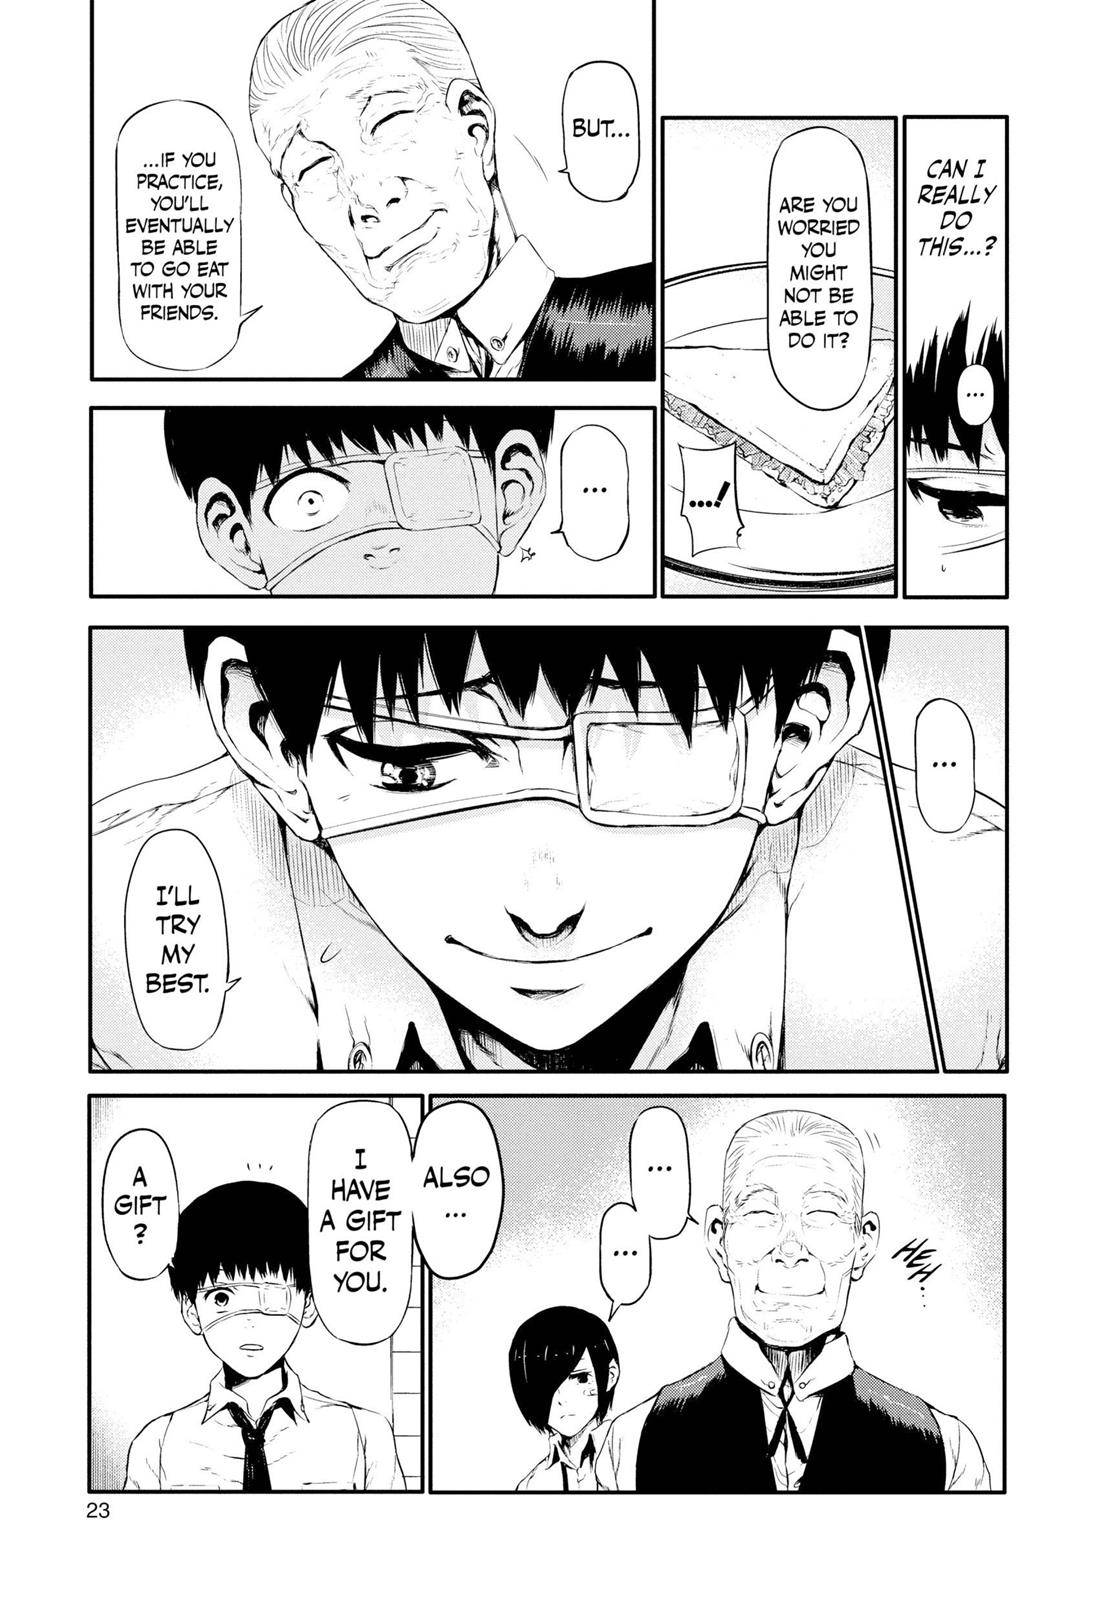 CAN I
REALLY
DO
THIS...?
...
ARE YOU
WORRIED
YOU
MIGHT
NOT BE
ABLE TO
DO IT?
...!
BUT...
...IF YOU
PRACTICE,
YOU'LL
EVENTUALLY
BE ABLE
TO GO EAT
WITH YOUR
FRIENDS.
...
...
I'LL
TRY
MY
BEST.
HEH...
...
...
ALSO
...
I
HAVE
A GIFT
FOR
YOU.
A
GIFT
?
23